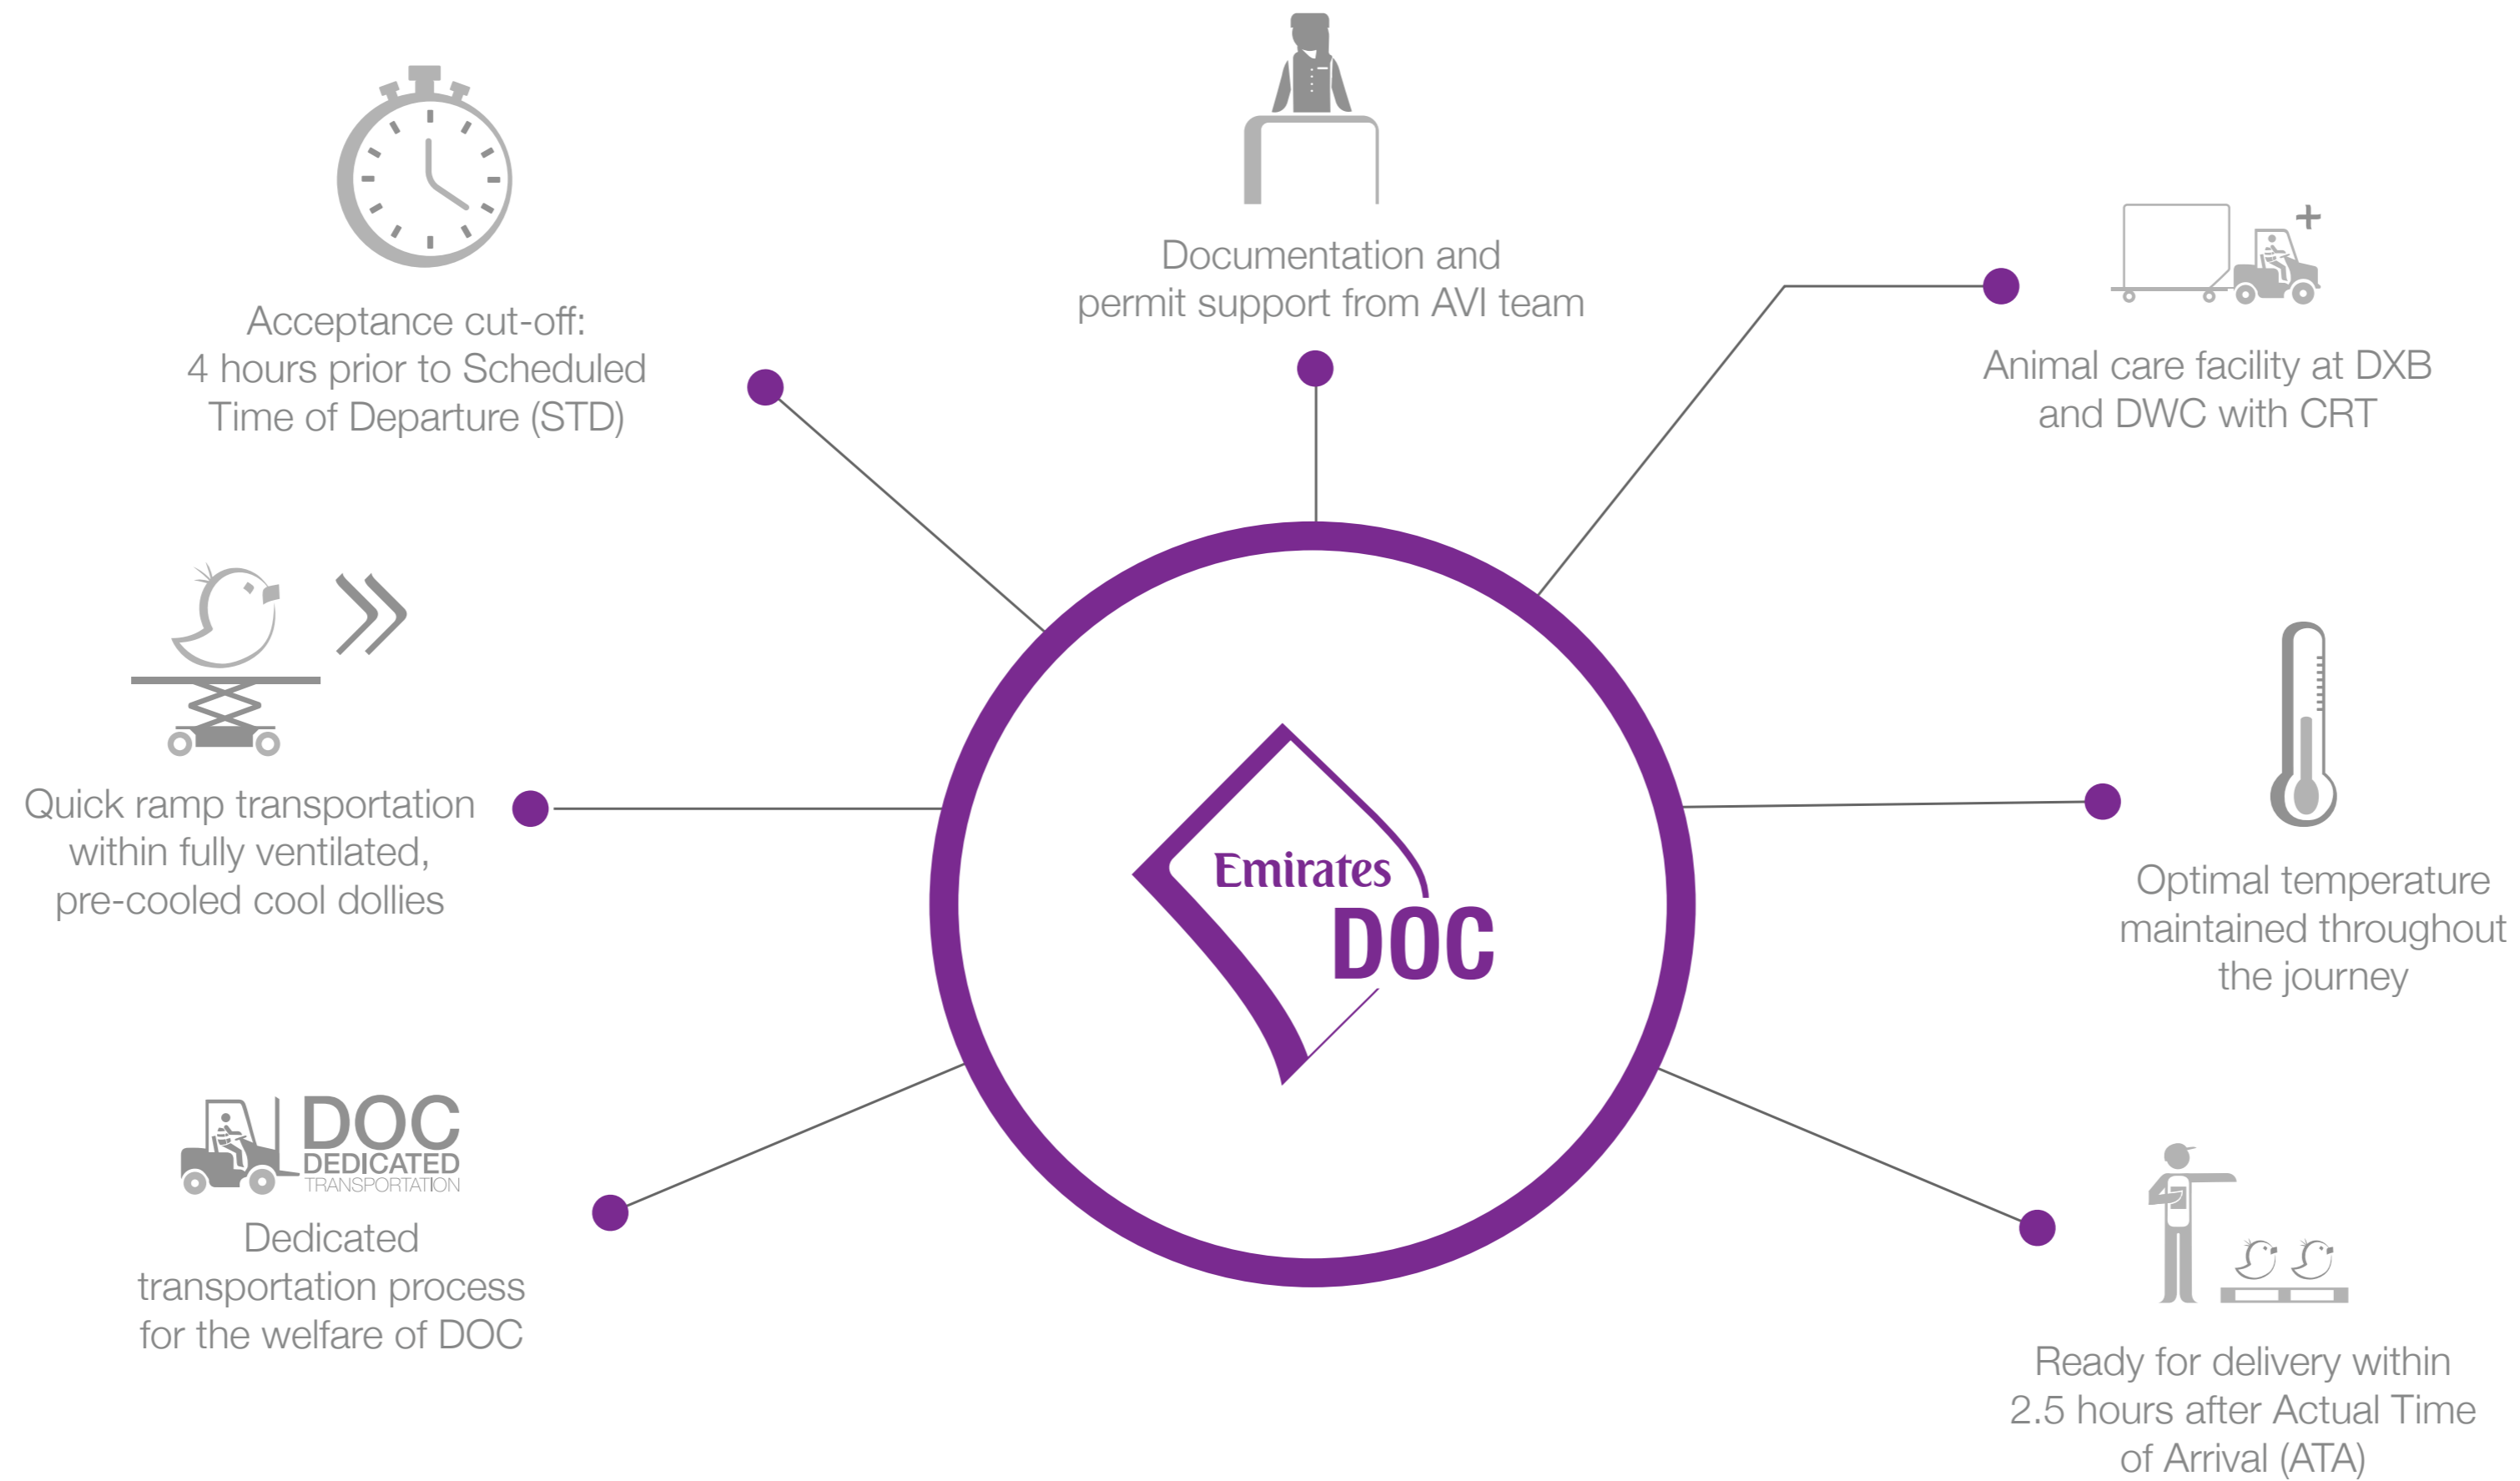 Documentation and
permit support from AVI team
Acceptance cut-off:
4 hours prior to Scheduled
Time of Departure (STD)
Animal care facility at DXB
and DWC with CRT
Quick ramp transportation
within fully ventilated,
pre-cooled cool dollies
Emirates
DOC
Optimal temperature
maintained throughout
the journey
DOC
DEDICATED
TRANSPORTATION
Dedicated
transportation process
for the welfare of DOC
Ready for delivery within
2.5 hours after Actual Time
of Arrival (ATA)